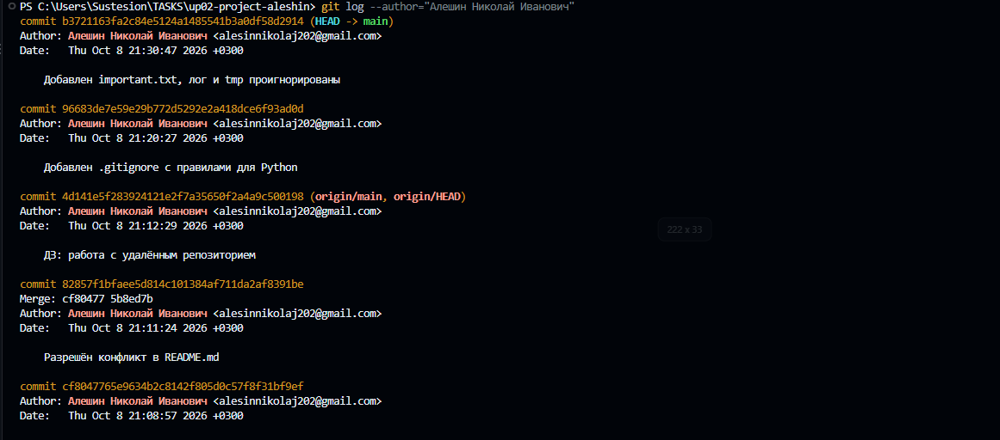 PS C:\Users\Sustesion\TASKS\up02-project-aleshin> git log --author="Алешин Николай Иванович"
commit b3721163fa2c84e5124a1485541b3a0df58d2914 (HEAD -> main)
Author: Алешин Николай Иванович <alesinnikolaj202@gmail.com>
Date:   Thu Oct 8 21:30:47 2026 +0300
Добавлен important.txt, лог и tmp проигнорированы
commit 96683de7e59e29b772d5292e2a418dce6f93ad0d
Author: Алешин Николай Иванович <alesinnikolaj202@gmail.com>
Date:   Thu Oct 8 21:20:27 2026 +0300
Добавлен .gitignore с правилами для Python
commit 4d141e5f283924121e2f7a35650f2a4a9c500198 (origin/main, origin/HEAD)
Author: Алешин Николай Иванович <alesinnikolaj202@gmail.com>
Date:   Thu Oct 8 21:12:29 2026 +0300
222 x 33
ДЗ: работа с удалённым репозиторием
commit 82857f1bfaee5d814c101384af711da2af8391be
Merge: cf80477 5b8ed7b
Author: Алешин Николай Иванович <alesinnikolaj202@gmail.com>
Date:   Thu Oct 8 21:11:24 2026 +0300
Разрешён конфликт в README.md
commit cf8047765e9634b2c8142f805d0c57f8f31bf9ef
Author: Алешин Николай Иванович <alesinnikolaj202@gmail.com>
Date:   Thu Oct 8 21:08:57 2026 +0300